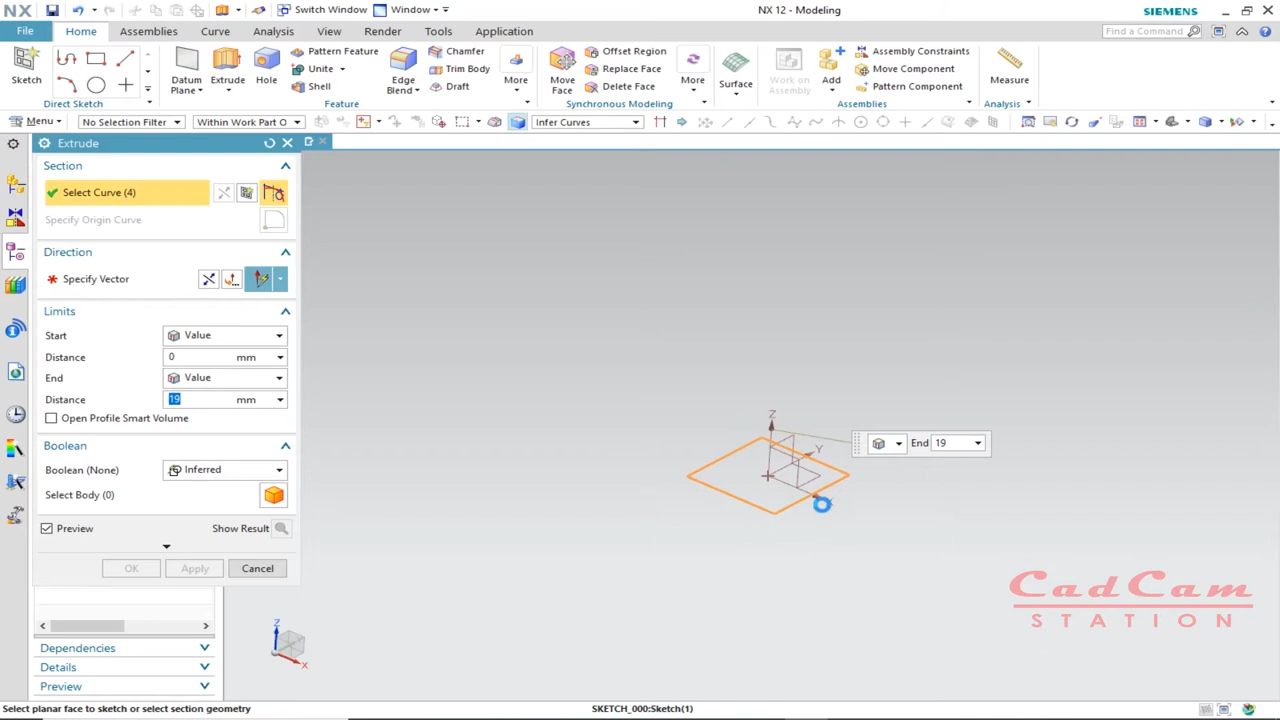 NX Switch Window Window NX 12 - Modeling SIEMENS
File Home Assemblies Curve Analysis View Render Tools Application Find a Command
Sketch
Direct Sketch
Datum Plane
Extrude
Hole
Pattern Feature
Unite
Shell
Edge Blend
Chamfer
Trim Body
Draft
More
Feature
Move Face
Offset Region
Replace Face
Delete Face
More
Synchronous Modeling
Surface
Work on Assembly
Add
Assembly Constraints
Move Component
Pattern Component
Assemblies
Measure
Analysis
Menu No Selection Filter Within Work Part O Infer Curves
Extrude
Section
Select Curve (4)
Specify Origin Curve
Direction
* Specify Vector
Limits
Start Value
Distance 0 mm
End Value
Distance 19 mm
Open Profile Smart Volume
Boolean
Boolean (None) Inferred
Select Body (0)
Preview Show Result
OK Apply Cancel
Dependencies
Details
Preview
Z
Y
End 19
Z
X
CadCam
STATION
Select planar face to sketch or select section geometry SKETCH_000:Sketch(1)